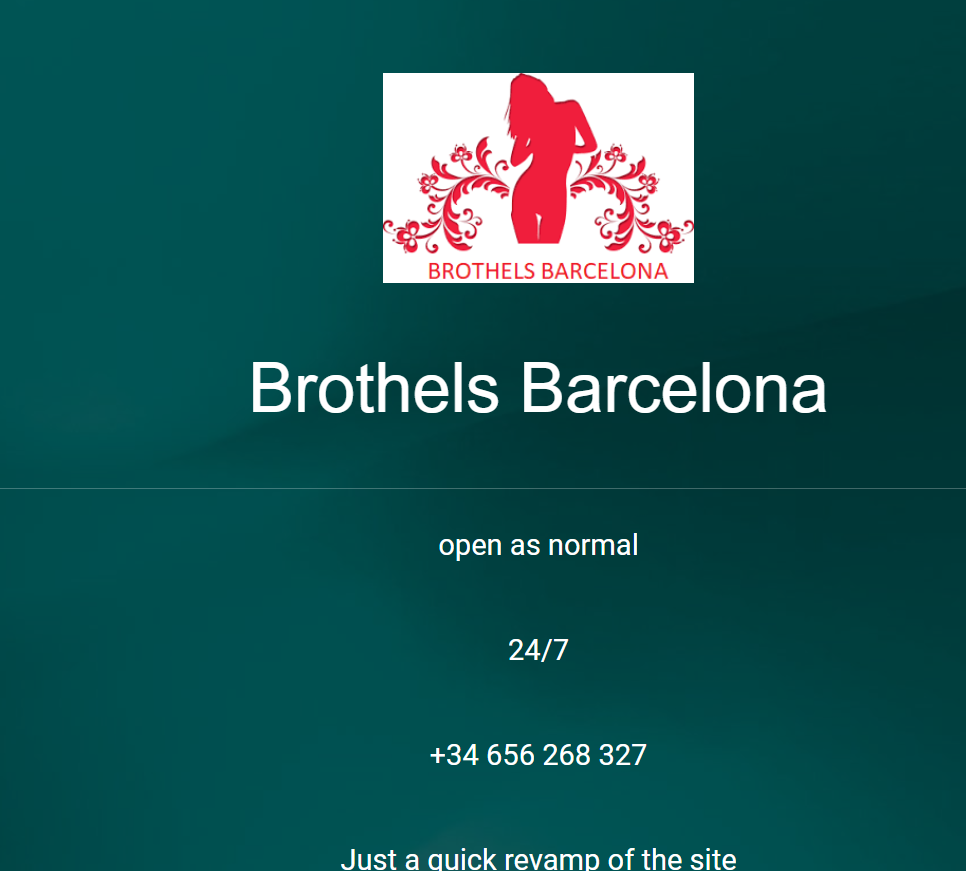 BROTHELS BARCELONA
Brothels Barcelona
open as normal
24/7
+34 656 268 327
Just a quick revamp of the site